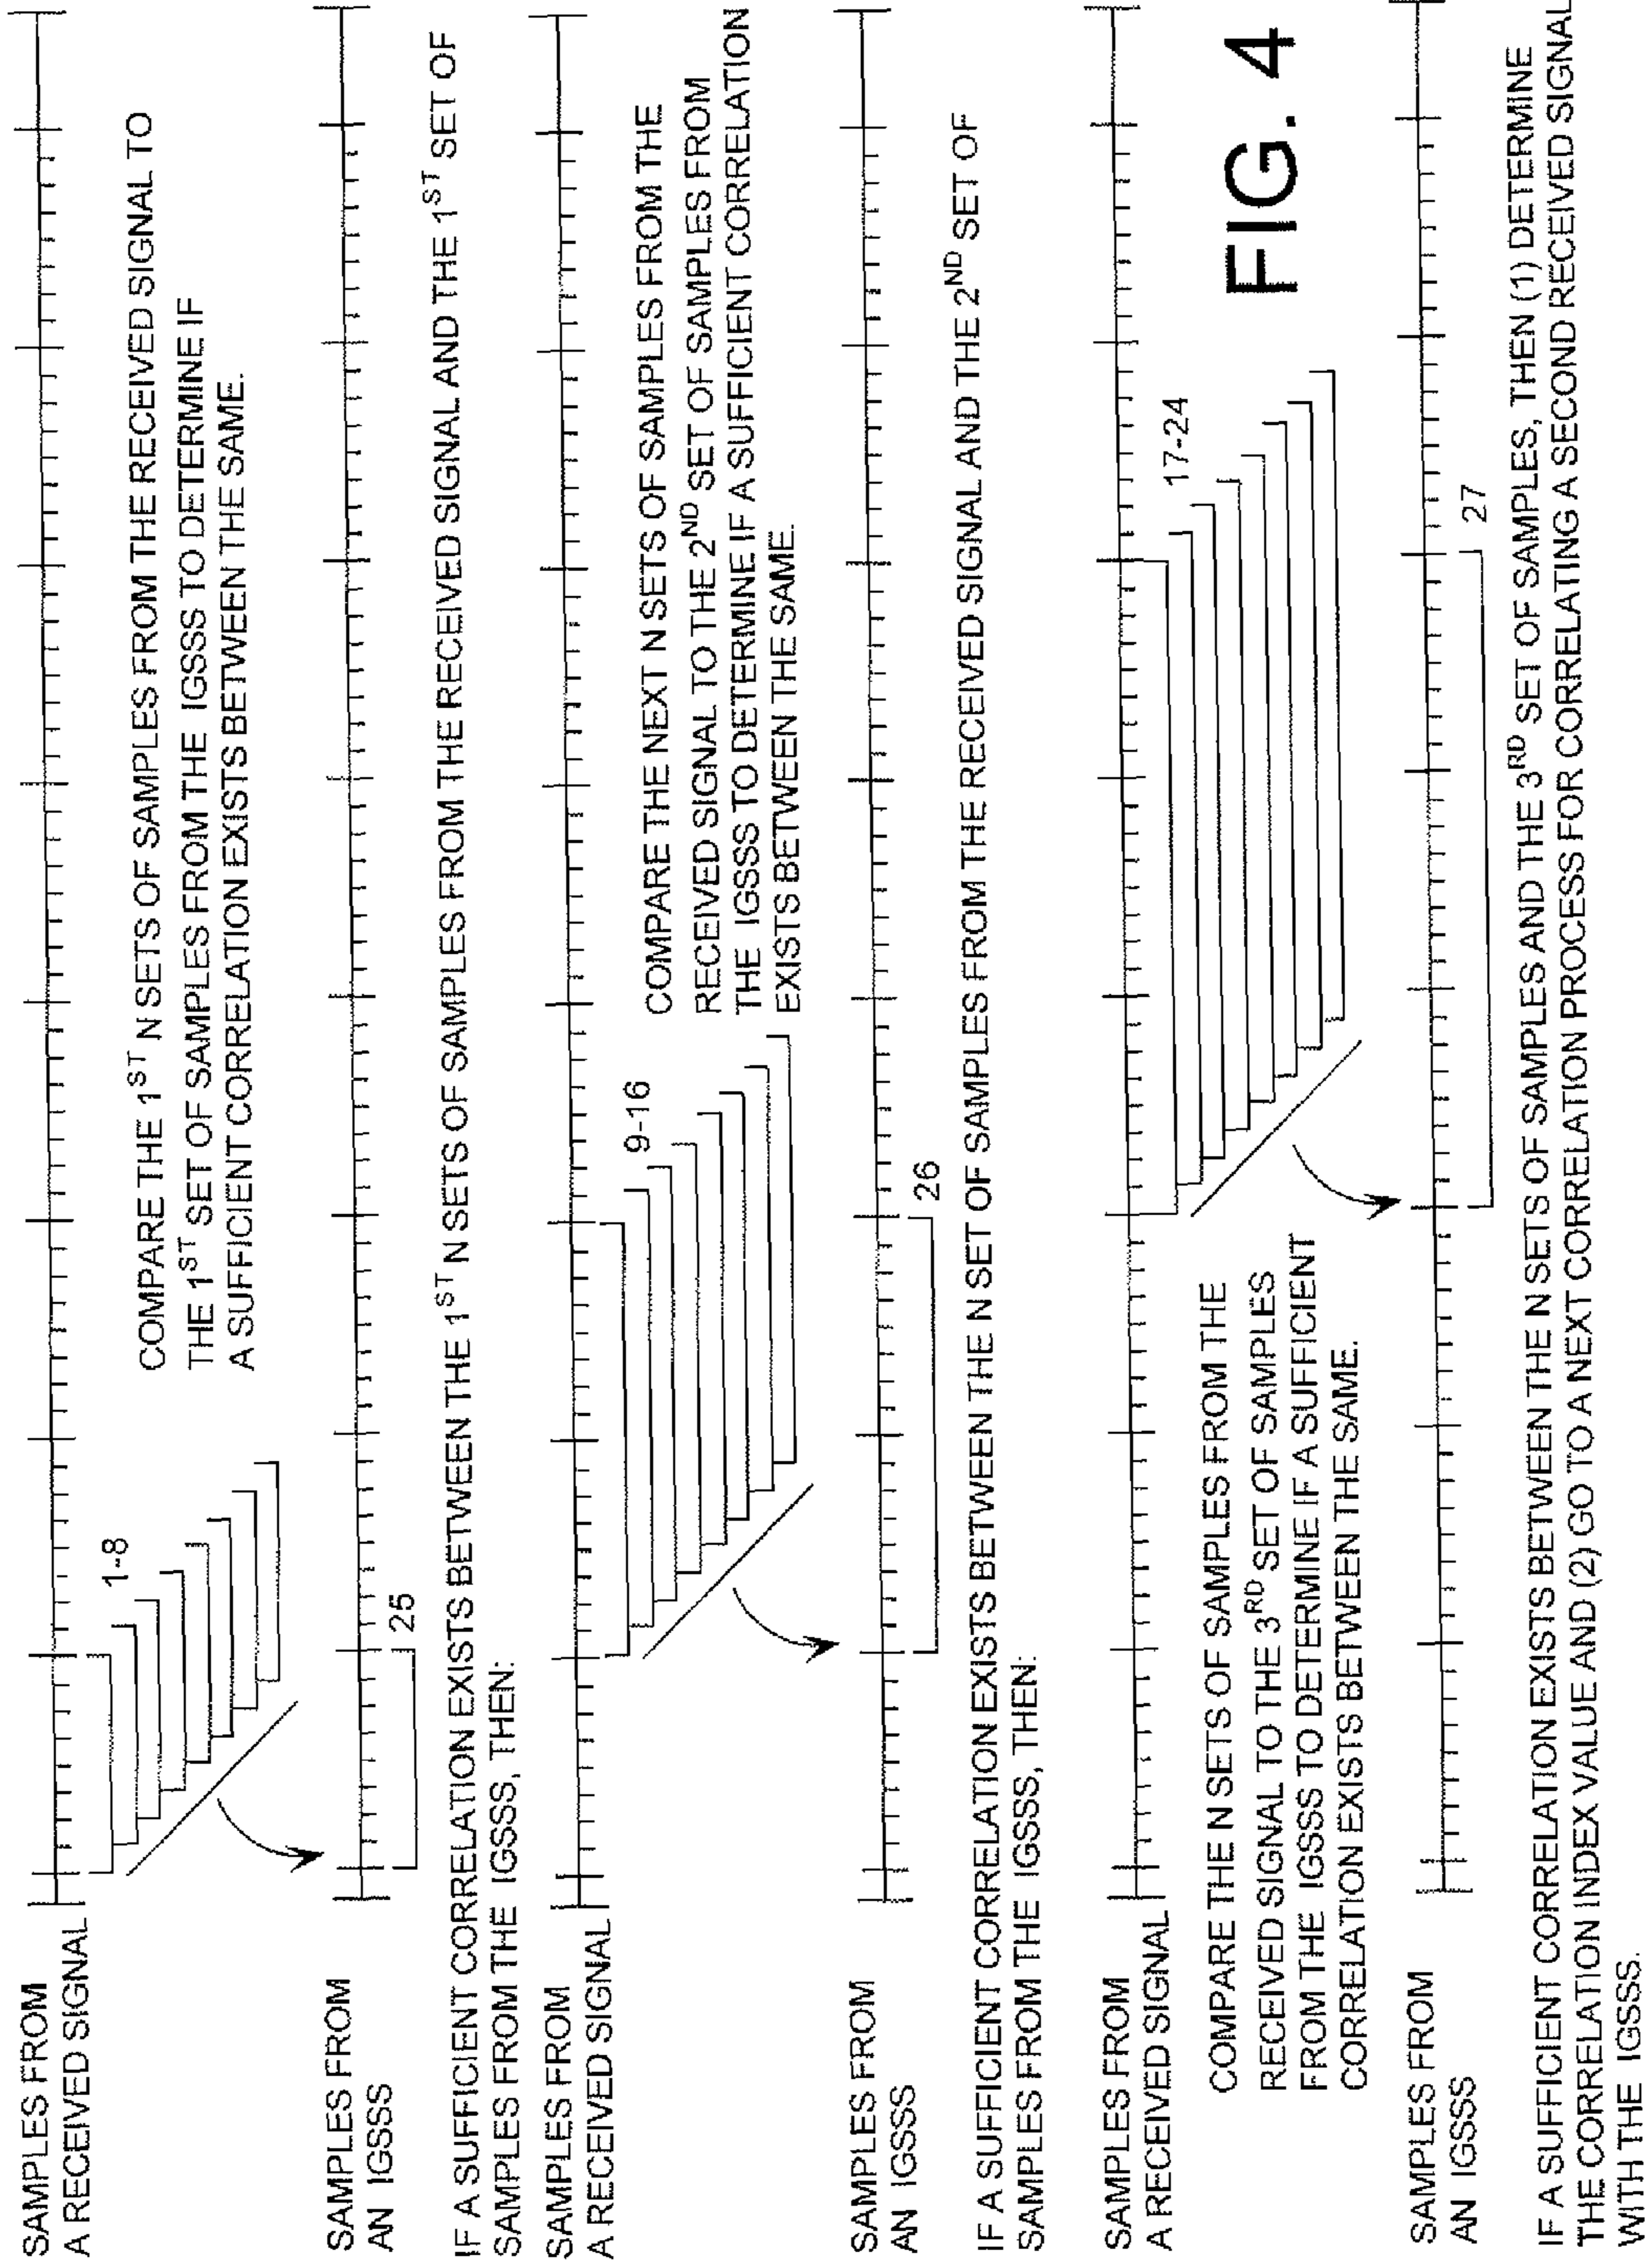 SAMPLES FROM
A RECEIVED SIGNAL
1-8
COMPARE THE 1ST N SETS OF SAMPLES FROM THE RECEIVED SIGNAL TO
THE 1ST SET OF SAMPLES FROM THE IGSSS TO DETERMINE IF
A SUFFICIENT CORRELATION EXISTS BETWEEN THE SAME.
SAMPLES FROM
AN IGSSS
25
IF A SUFFICIENT CORRELATION EXISTS BETWEEN THE 1ST N SETS OF SAMPLES FROM THE RECEIVED SIGNAL AND THE 1ST SET OF
SAMPLES FROM THE IGSSS, THEN:
SAMPLES FROM
A RECEIVED SIGNAL
9-16
COMPARE THE NEXT N SETS OF SAMPLES FROM THE
RECEIVED SIGNAL TO THE 2ND SET OF SAMPLES FROM
THE IGSSS TO DETERMINE IF A SUFFICIENT CORRELATION
EXISTS BETWEEN THE SAME.
SAMPLES FROM
AN IGSSS
26
IF A SUFFICIENT CORRELATION EXISTS BETWEEN THE N SET OF SAMPLES FROM THE RECEIVED SIGNAL AND THE 2ND SET OF
SAMPLES FROM THE IGSSS, THEN:
SAMPLES FROM
A RECEIVED SIGNAL
17-24
COMPARE THE N SETS OF SAMPLES FROM THE
RECEIVED SIGNAL TO THE 3RD SET OF SAMPLES
FROM THE IGSSS TO DETERMINE IF A SUFFICIENT
CORRELATION EXISTS BETWEEN THE SAME.
FIG. 4
SAMPLES FROM
AN IGSSS
27
IF A SUFFICIENT CORRELATION EXISTS BETWEEN THE N SETS OF SAMPLES AND THE 3RD SET OF SAMPLES, THEN (1) DETERMINE
THE CORRELATION INDEX VALUE AND (2) GO TO A NEXT CORRELATION PROCESS FOR CORRELATING A SECOND RECEIVED SIGNAL
WITH THE IGSSS.